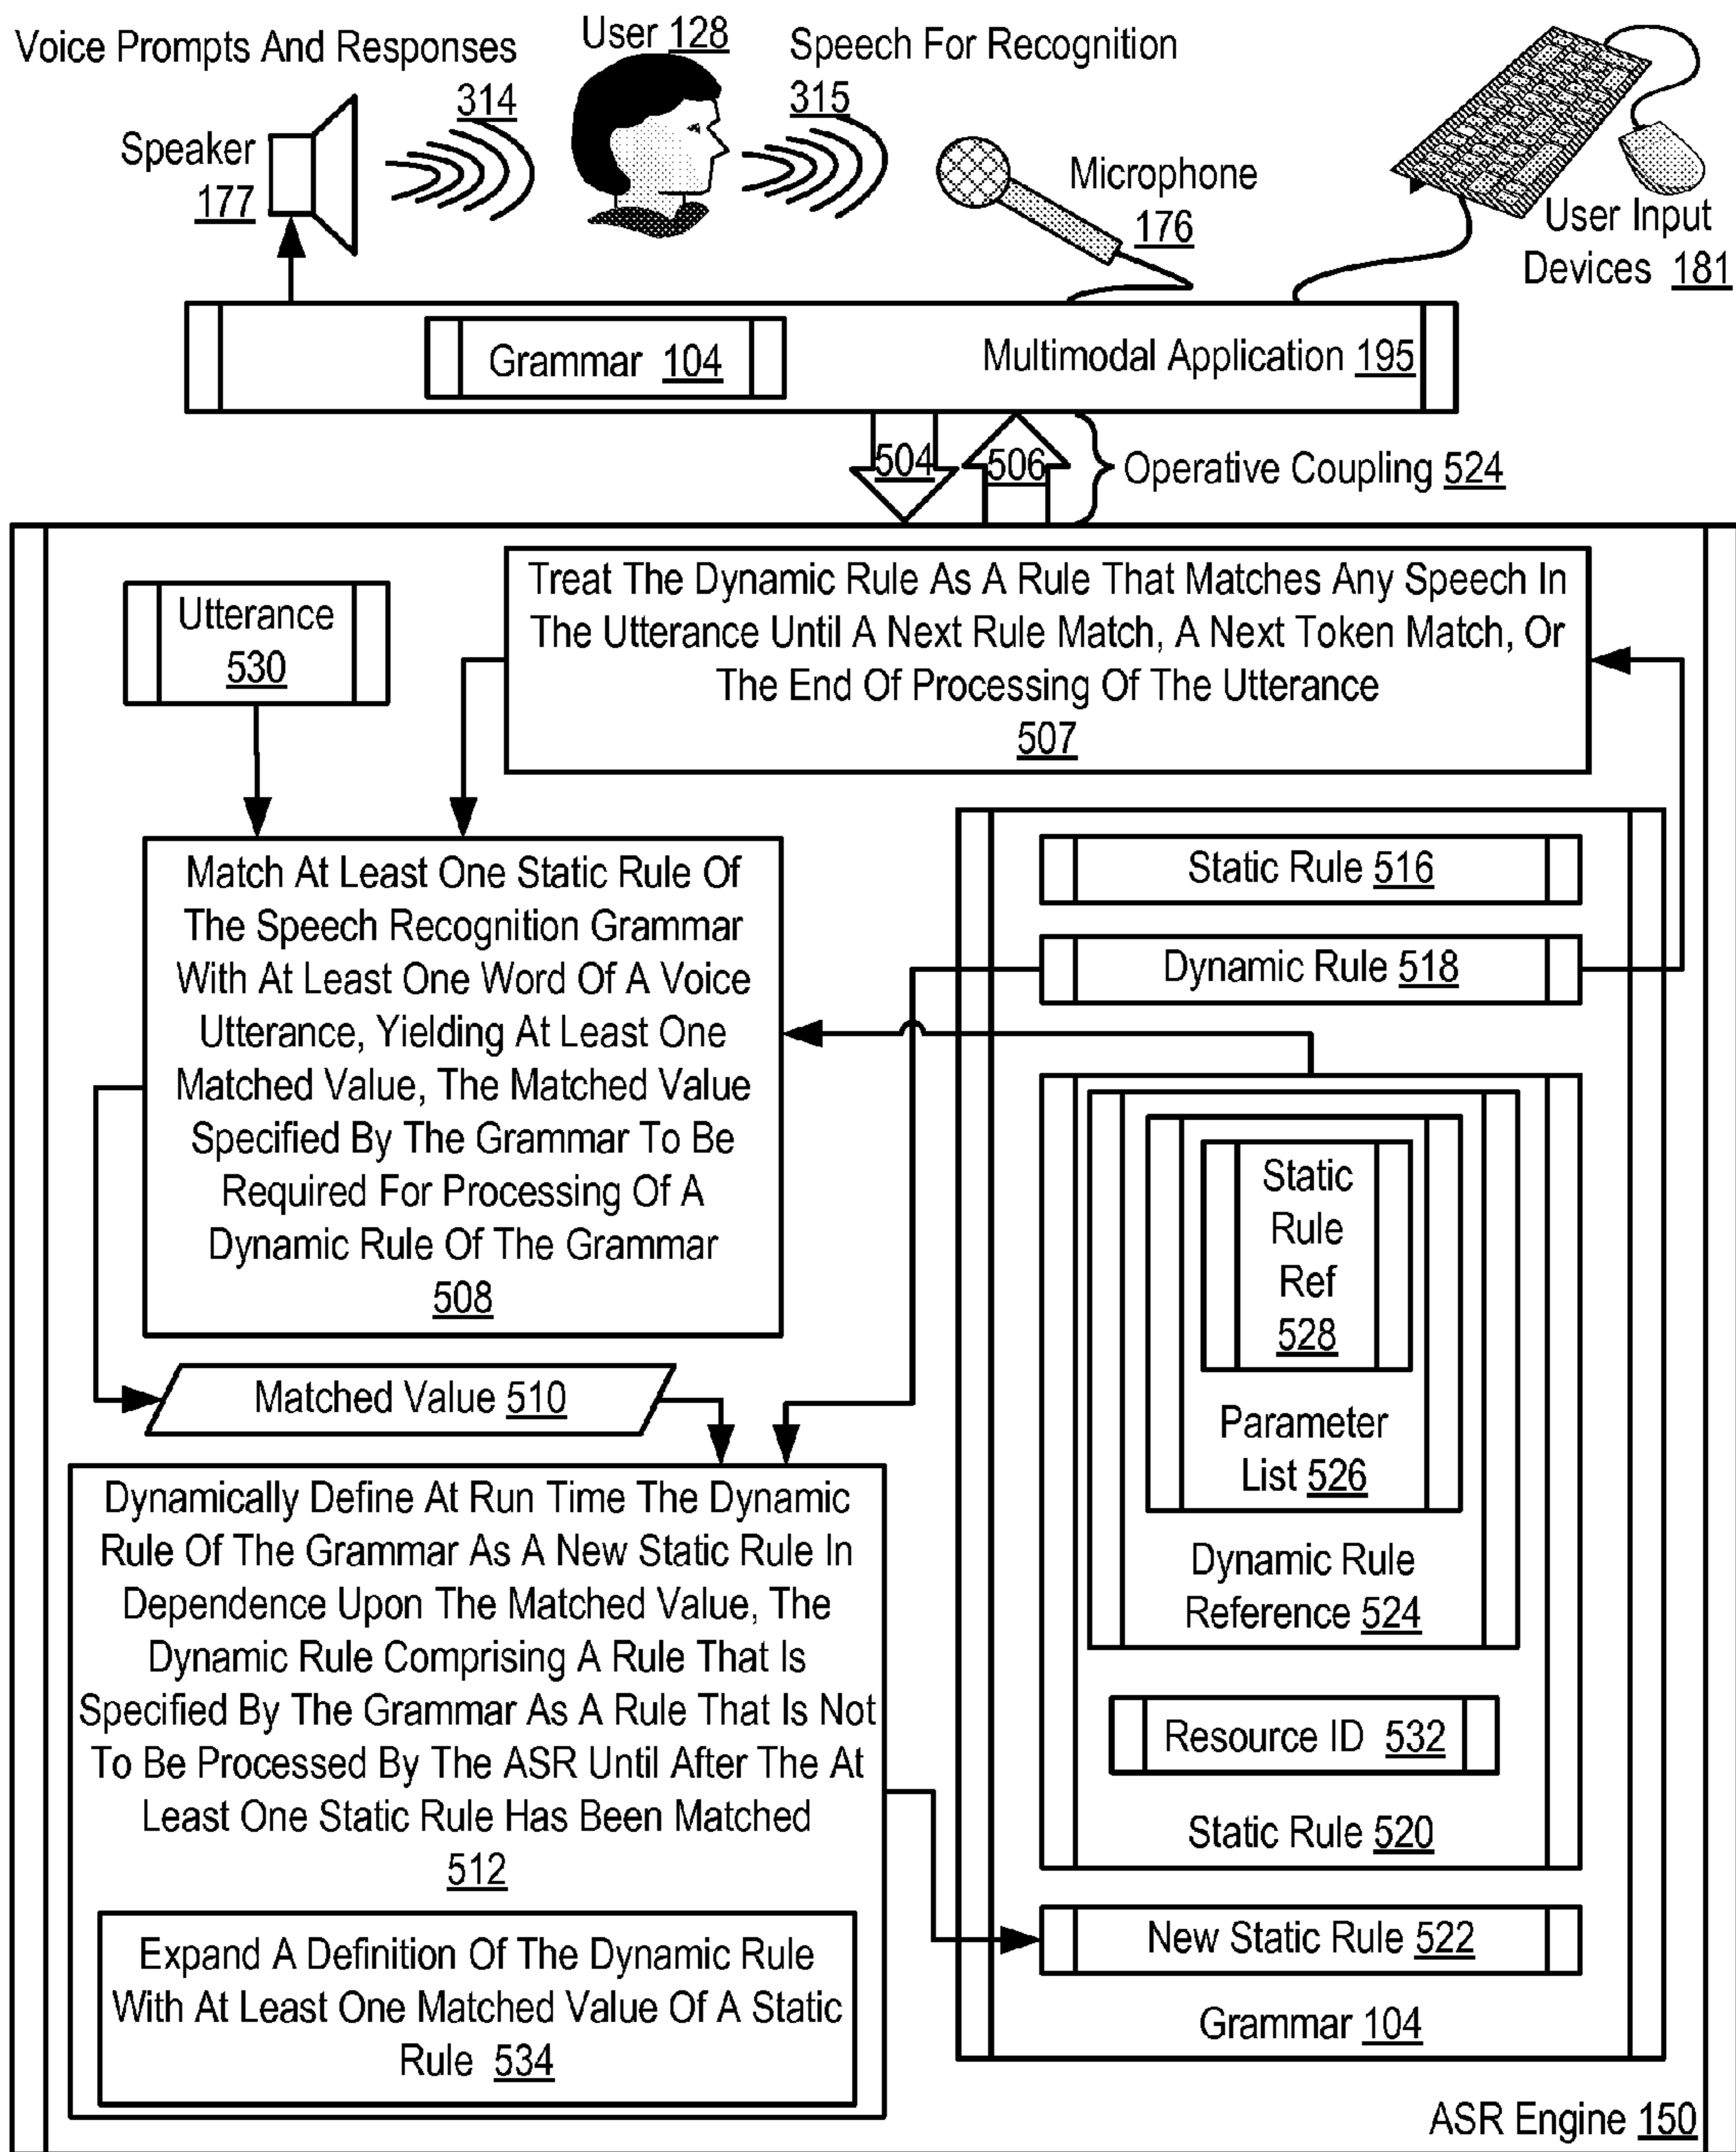 Voice Prompts And Responses
314
User 128
Speech For Recognition
315
Speaker
177
Microphone
176
User Input
Devices 181
Grammar 104
Multimodal Application 195
504
506
Operative Coupling 524
Utterance
530
Treat The Dynamic Rule As A Rule That Matches Any Speech In
The Utterance Until A Next Rule Match, A Next Token Match, Or
The End Of Processing Of The Utterance
507
Match At Least One Static Rule Of
The Speech Recognition Grammar
With At Least One Word Of A Voice
Utterance, Yielding At Least One
Matched Value, The Matched Value
Specified By The Grammar To Be
Required For Processing Of A
Dynamic Rule Of The Grammar
508
Matched Value 510
Dynamically Define At Run Time The Dynamic
Rule Of The Grammar As A New Static Rule In
Dependence Upon The Matched Value, The
Dynamic Rule Comprising A Rule That Is
Specified By The Grammar As A Rule That Is Not
To Be Processed By The ASR Until After The At
Least One Static Rule Has Been Matched
512
Expand A Definition Of The Dynamic Rule
With At Least One Matched Value Of A Static
Rule 534
Static Rule 516
Dynamic Rule 518
Static
Rule
Ref
528
Parameter
List 526
Dynamic Rule
Reference 524
Resource ID 532
Static Rule 520
New Static Rule 522
Grammar 104
ASR Engine 150